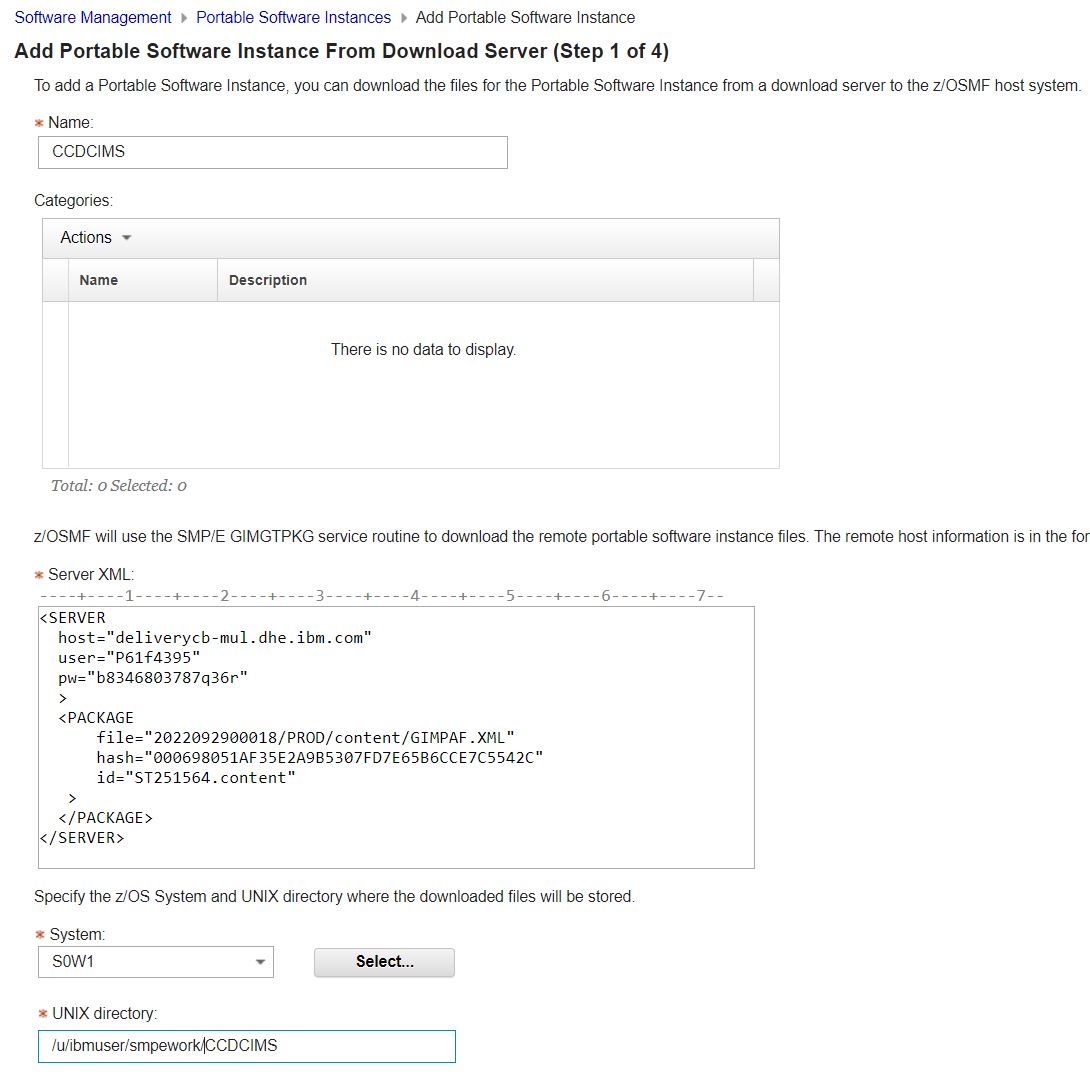 Software Management ▸ Portable Software Instances ▸ Add Portable Software Instance
Add Portable Software Instance From Download Server (Step 1 of 4)
To add a Portable Software Instance, you can download the files for the Portable Software Instance from a download server to the z/OSMF host system.
* Name:
CCDCIMS
Categories:
Actions
Name Description
There is no data to display.
Total: 0 Selected: 0
z/OSMF will use the SMP/E GIMGTPKG service routine to download the remote portable software instance files. The remote host information is in the for
* Server XML:
----+----1----+----2----+----3----+----4----+----5----+----6----+----7--
<SERVER
  host="deliverycb-mul.dhe.ibm.com"
  user="P61f4395"
  pw="b8346803787q36r"
  >
  <PACKAGE
      file="2022092900018/PROD/content/GIMPAF.XML"
      hash="000698051AF35E2A9B5307FD7E65B6CCE7C5542C"
      id="ST251564.content"
   >
  </PACKAGE>
</SERVER>
Specify the z/OS System and UNIX directory where the downloaded files will be stored.
* System:
S0W1 Select...
* UNIX directory:
/u/ibmuser/smpework/CCDCIMS